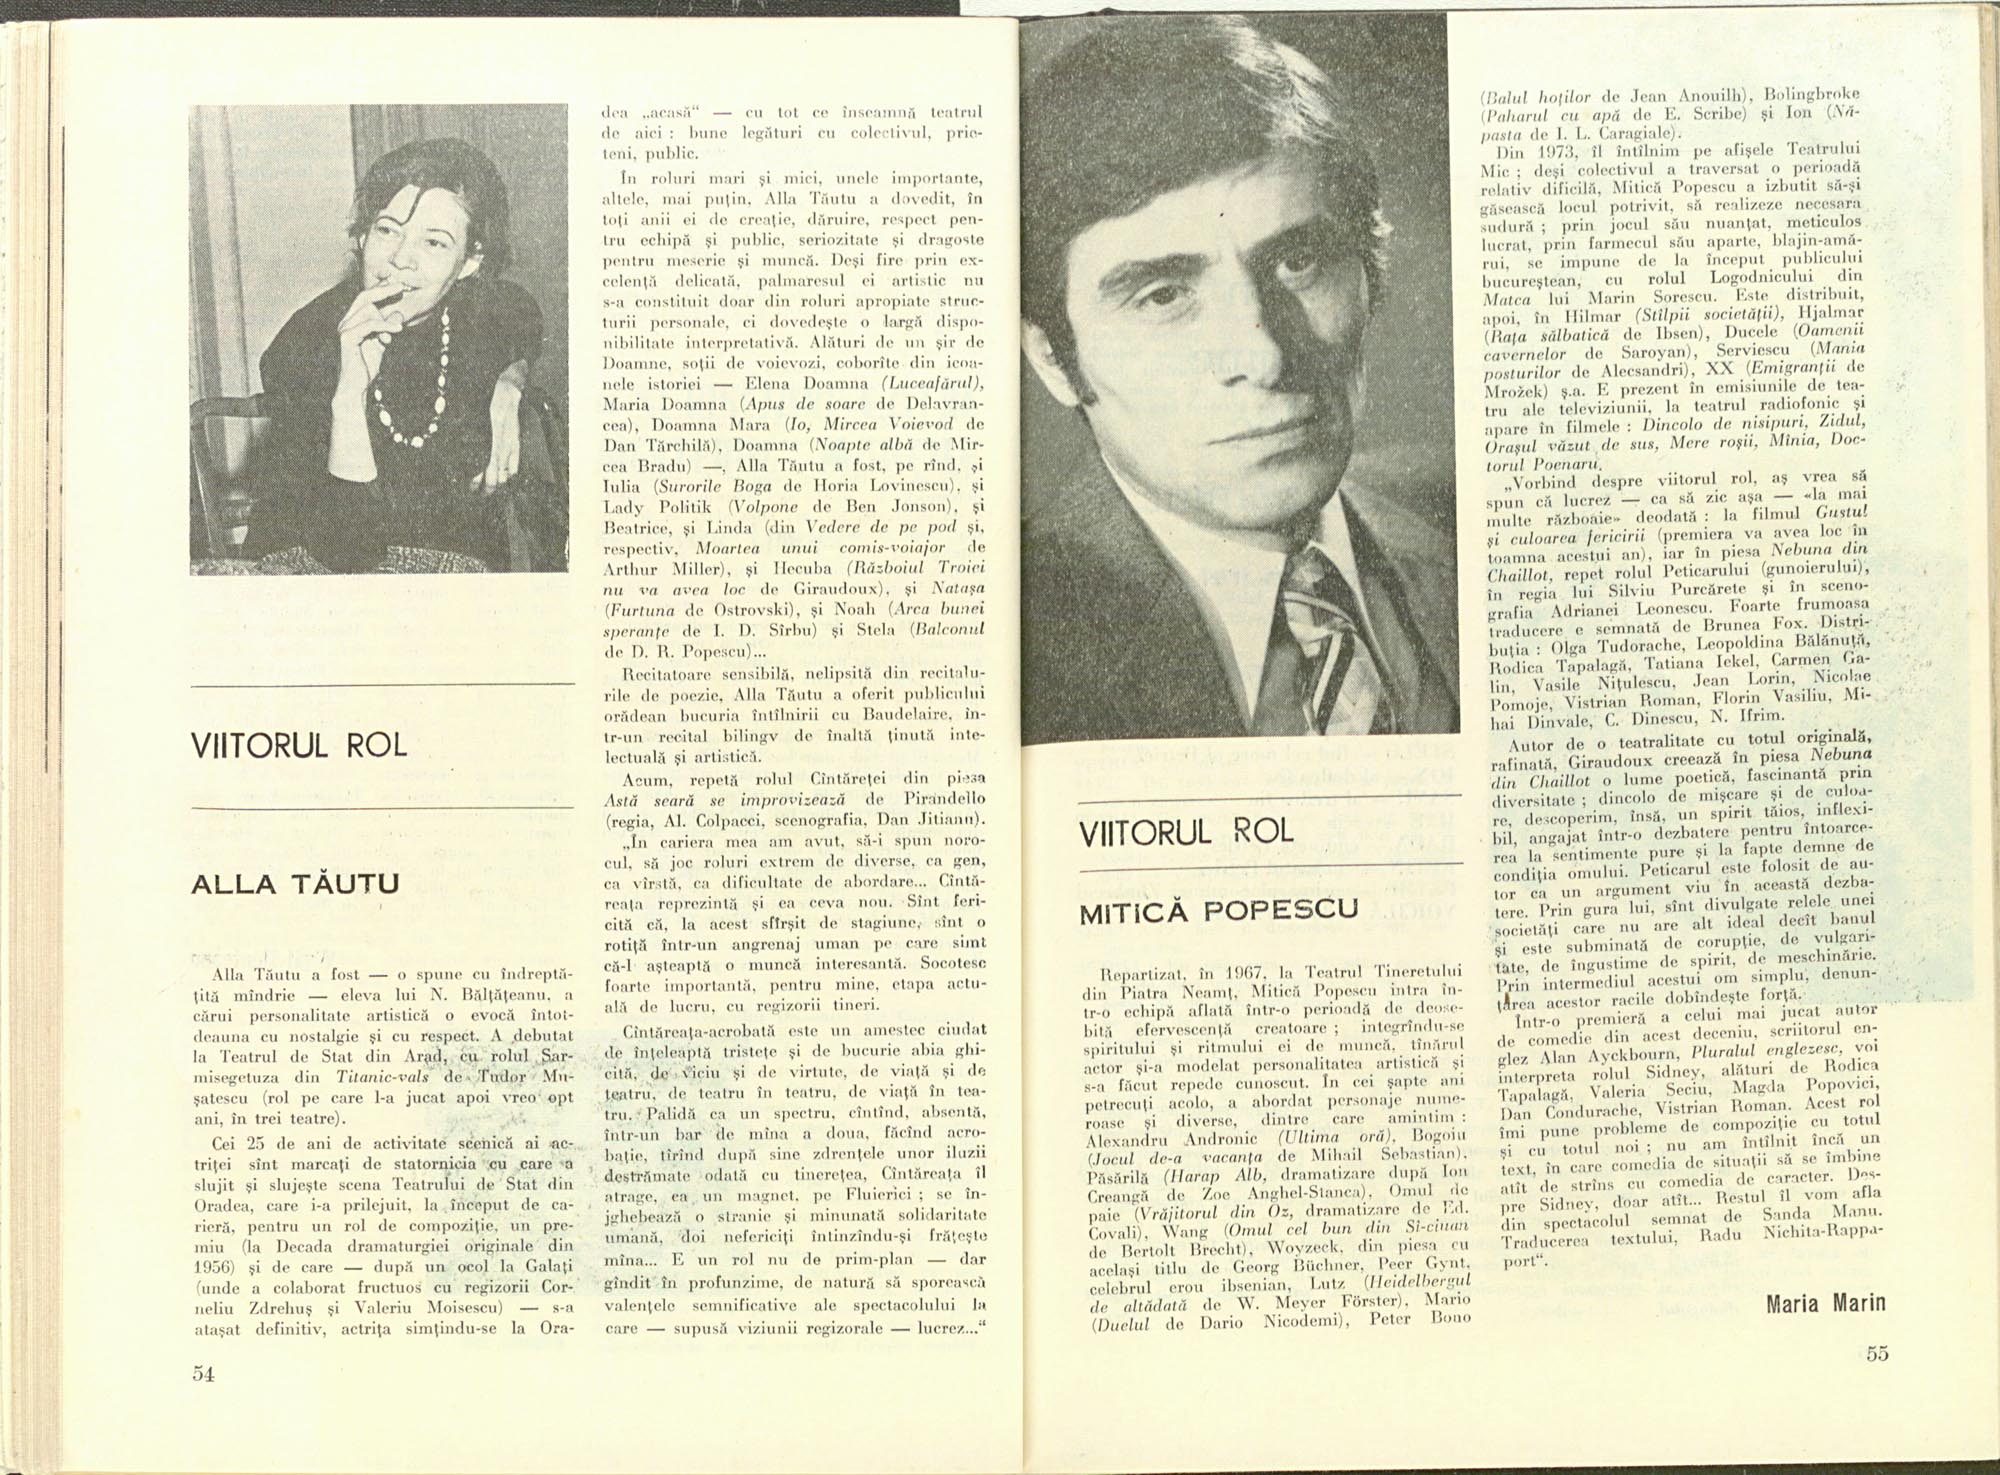 VIITORUL ROL
ALLA TĂUTU
Alla Tăutu a fost — o spune cu îndreptă-
țită mîndrie — eleva lui N. Bălțățeanu, a
cărui personalitate artistică o evocă întot-
deauna cu nostalgie și cu respect. A debutat
la Teatrul de Stat din Arad, cu rolul Sar-
misegetuza din Titanic-vals de Tudor Mu-
șatescu (rol pe care l-a jucat apoi vreo opt
ani, în trei teatre).
Cei 25 de ani de activitate scenică ai ac-
triței sînt marcați de statornicia cu care a
slujit și slujește scena Teatrului de Stat din
Oradea, care i-a prilejuit, la început de ca-
rieră, pentru un rol de compoziție, un pre-
miu (la Decada dramaturgiei originale din
1956) și de care — după un ocol la Galați
(unde a colaborat fructuos cu regizorii Cor-
neliu Zdrehuș și Valeriu Moisescu) — s-a
atașat definitiv, actrița simțindu-se la Ora-
dea „acasă“ — cu tot ce înseamnă teatrul
de aici : bune legături cu colectivul, prie-
teni, public.
În roluri mari și mici, unele importante,
altele, mai puțin, Alla Tăutu a dovedit, în
toți anii ei de creație, dăruire, respect pen-
tru echipă și public, seriozitate și dragoste
pentru meserie și muncă. Deși fire prin ex-
celență delicată, palmaresul ei artistic nu
s-a constituit doar din roluri apropiate struc-
turii personale, ci dovedește o largă dispo-
nibilitate interpretativă. Alături de un șir de
Doamne, soții de voievozi, coborîte din icoa-
nele istoriei — Elena Doamna (Luceafărul),
Maria Doamna (Apus de soare de Delavran-
cea), Doamna Mara (Io, Mircea Voievod de
Dan Tărchilă), Doamna (Noapte albă de Mir-
cea Bradu) —, Alla Tăutu a fost, pe rînd, și
Iulia (Surorile Boga de Horia Lovinescu), și
Lady Politik (Volpone de Ben Jonson), și
Beatrice, și Linda (din Vedere de pe pod și,
respectiv, Moartea unui comis-voiajor de
Arthur Miller), și Hecuba (Războiul Troiei
nu va avea loc de Giraudoux), și Natașa
(Furtuna de Ostrovski), și Noah (Arca bunei
speranțe de I. D. Sîrbu) și Stela (Balconul
de D. R. Popescu)...
Recitatoare sensibilă, nelipsită din recitalu-
rile de poezie, Alla Tăutu a oferit publicului
orădean bucuria întîlnirii cu Baudelaire, în-
tr-un recital bilingv de înaltă ținută inte-
lectuală și artistică.
Acum, repetă rolul Cîntăreței din piesa
Astă seară se improvizează de Pirandello
(regia, Al. Colpacci, scenografia, Dan Jitianu).
„În cariera mea am avut, să-i spun noro-
cul, să joc roluri extrem de diverse, ca gen,
ca vîrstă, ca dificultate de abordare... Cîntă-
reața reprezintă și ea ceva nou. Sînt feri-
cită că, la acest sfîrșit de stagiune, sînt o
rotiță într-un angrenaj uman pe care simt
că-l așteaptă o muncă interesantă. Socotesc
foarte importantă, pentru mine, etapa actu-
ală de lucru, cu regizorii tineri.
Cîntăreața-acrobată este un amestec ciudat
de înțeleaptă tristețe și de bucurie abia ghi-
cită, de viciu și de virtute, de viață și de
teatru, de teatru în teatru, de viață în tea-
tru. Palidă ca un spectru, cîntînd, absentă,
într-un bar de mîna a doua, făcînd acro-
bație, tîrînd după sine zdrențele unor iluzii
destrămate odată cu tinerețea, Cîntăreața îl
atrage, ca un magnet, pe Fluierici ; se în-
jghebează o stranie și minunată solidaritate
umană, doi nefericiți întinzîndu-și frățește
mîna... E un rol nu de prim-plan — dar
gîndit în profunzime, de natură să sporească
valențele semnificative ale spectacolului la
care — supusă viziunii regizorale — lucrez...“
54
VIITORUL ROL
MITICĂ POPESCU
Repartizat, în 1967, la Teatrul Tineretului
din Piatra Neamț, Mitică Popescu intra în-
tr-o echipă aflată într-o perioadă de deose-
bită efervescență creatoare ; integrîndu-se
spiritului și ritmului ei de muncă, tînărul
actor și-a modelat personalitatea artistică și
s-a făcut repede cunoscut. În cei șapte ani
petrecuți acolo, a abordat personaje nume-
roase și diverse, dintre care amintim :
Alexandru Andronic (Ultima oră), Bogoiu
(Jocul de-a vacanța de Mihail Sebastian),
Păsărilă (Harap Alb, dramatizare după Ion
Creangă de Zoe Anghel-Stanca), Omul de
paie (Vrăjitorul din Oz, dramatizare de Ed.
Covali), Wang (Omul cel bun din Sî-ciuan
de Bertolt Brecht), Woyzeck, din piesa cu
același titlu de Georg Büchner, Peer Gynt,
celebrul erou ibsenian, Lutz (Heidelbergul
de altădată de W. Meyer Förster), Mario
(Duelul de Dario Nicodemi), Peter Bono
(Balul hoților de Jean Anouilh), Bolingbroke
(Paharul cu apă de E. Scribe) și Ion (Nă-
pasta de I. L. Caragiale).
Din 1973, îl întîlnim pe afișele Teatrului
Mic ; deși colectivul a traversat o perioadă
relativ dificilă, Mitică Popescu a izbutit să-și
găsească locul potrivit, să realizeze necesara
sudură ; prin jocul său nuanțat, meticulos
lucrat, prin farmecul său aparte, blajin-amă-
rui, se impune de la început publicului
bucureștean, cu rolul Logodnicului din
Matca lui Marin Sorescu. Este distribuit,
apoi, în Hilmar (Stîlpii societății), Hjalmar
(Rața sălbatică de Ibsen), Ducele (Oamenii
cavernelor de Saroyan), Serviescu (Mania
posturilor de Alecsandri), XX (Emigranții de
Mrožek) ș.a. E prezent în emisiunile de tea-
tru ale televiziunii, la teatrul radiofonic și
apare în filmele : Dincolo de nisipuri, Zidul,
Orașul văzut de sus, Mere roșii, Mînia, Doc-
torul Poenaru.
„Vorbind despre viitorul rol, aș vrea să
spun că lucrez — ca să zic așa — «la mai
multe războaie» deodată : la filmul Gustul
și culoarea fericirii (premiera va avea loc în
toamna acestui an), iar în piesa Nebuna din
Chaillot, repet rolul Peticarului (gunoierului),
în regia lui Silviu Purcărete și în sceno-
grafia Adrianei Leonescu. Foarte frumoasa
traducere e semnată de Brunea Fox. Distri-
buția : Olga Tudorache, Leopoldina Bălănuță,
Rodica Tapalagă, Tatiana Iekel, Carmen Ga-
lin, Vasile Nițulescu, Jean Lorin, Nicolae
Pomoje, Vistrian Roman, Florin Vasiliu, Mi-
hai Dinvale, C. Dinescu, N. Ifrim.
Autor de o teatralitate cu totul originală,
rafinată, Giraudoux creează în piesa Nebuna
din Chaillot o lume poetică, fascinantă prin
diversitate ; dincolo de mișcare și de culoa-
re, descoperim, însă, un spirit tăios, inflexi-
bil, angajat într-o dezbatere pentru întoarce-
rea la sentimente pure și la fapte demne de
condiția omului. Peticarul este folosit de au-
tor ca un argument viu în această dezba-
tere. Prin gura lui, sînt divulgate relele unei
societăți care nu are alt ideal decît banul
și este subminată de corupție, de vulgari-
tate, de îngustime de spirit, de meschinărie.
Prin intermediul acestui om simplu, denun-
țarea acestor racile dobîndește forță.
Într-o premieră a celui mai jucat autor
de comedie din acest deceniu, scriitorul en-
glez Alan Ayckbourn, Pluralul englezesc, voi
interpreta rolul Sidney, alături de Rodica
Tapalagă, Valeria Seciu, Magda Popovici,
Dan Condurache, Vistrian Roman. Acest rol
îmi pune probleme de compoziție cu totul
și cu totul noi ; nu am întîlnit încă un
text, în care comedia de situații să se îmbine
atît de strîns cu comedia de caracter. Des-
pre Sidney, doar atît... Restul îl vom afla
din spectacolul semnat de Sanda Manu.
Traducerea textului, Radu Nichita-Rappa-
port“.
Maria Marin
55